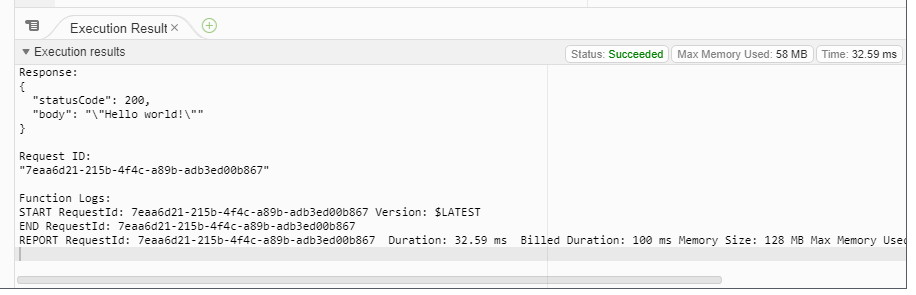 Execution Result
Execution results
Status: Succeeded
Max Memory Used: 58 MB
Time: 32.59 ms
Response:
{
  "statusCode": 200,
  "body": "\"Hello world!\""
}
Request ID:
"7eaa6d21-215b-4f4c-a89b-adb3ed00b867"
Function Logs:
START RequestId: 7eaa6d21-215b-4f4c-a89b-adb3ed00b867 Version: $LATEST
END RequestId: 7eaa6d21-215b-4f4c-a89b-adb3ed00b867
REPORT RequestId: 7eaa6d21-215b-4f4c-a89b-adb3ed00b867  Duration: 32.59 ms  Billed Duration: 100 ms Memory Size: 128 MB Max Memory Used